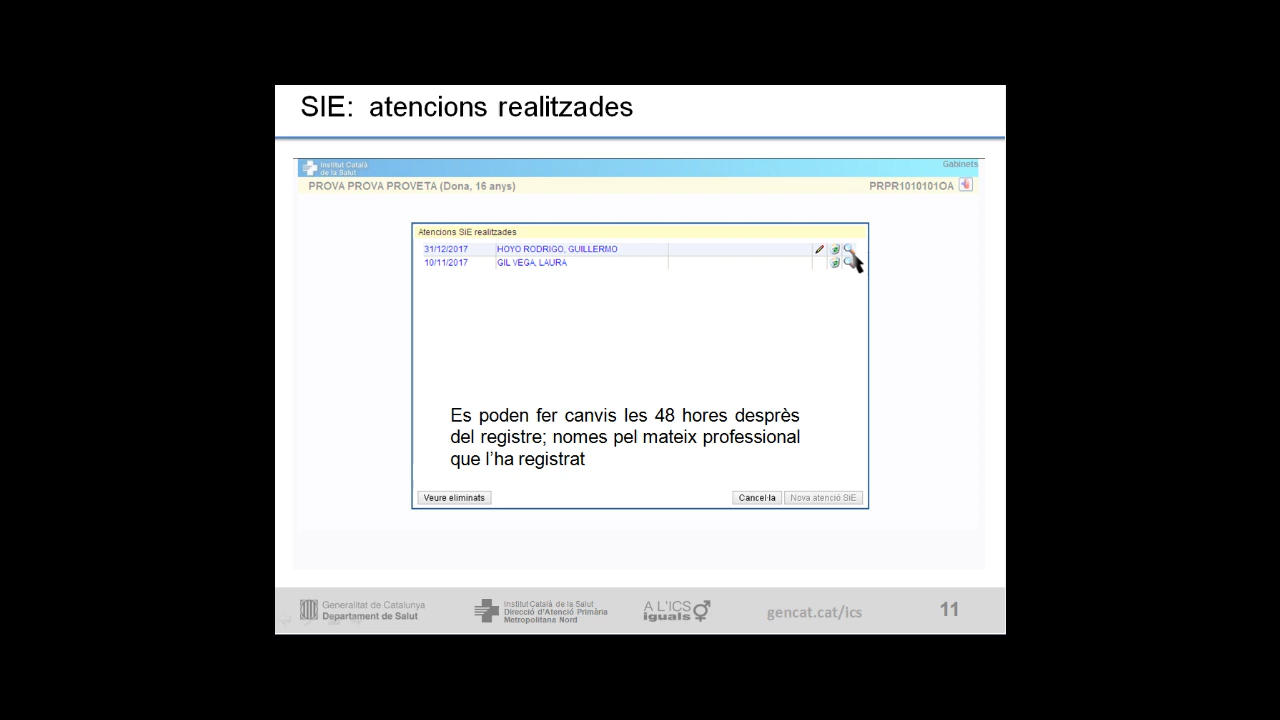 SIE: atencions realitzades
Institut Català
de la Salut
Gabinets
PROVA PROVA PROVETA (Dona, 16 anys)
PRPR1010101OA
Atencions SiE realitzades
31/12/2017 HOYO RODRIGO, GUILLERMO
10/11/2017 GIL VEGA, LAURA
Es poden fer canvis les 48 hores desprès
del registre; nomes pel mateix professional
que l'ha registrat
Veure eliminats
Cancel·la
Nova atenció SiE
Generalitat de Catalunya
Departament de Salut
Institut Català de la Salut
Direcció d'Atenció Primària
Metropolitana Nord
A L'ICS
iguals
gencat.cat/ics
11